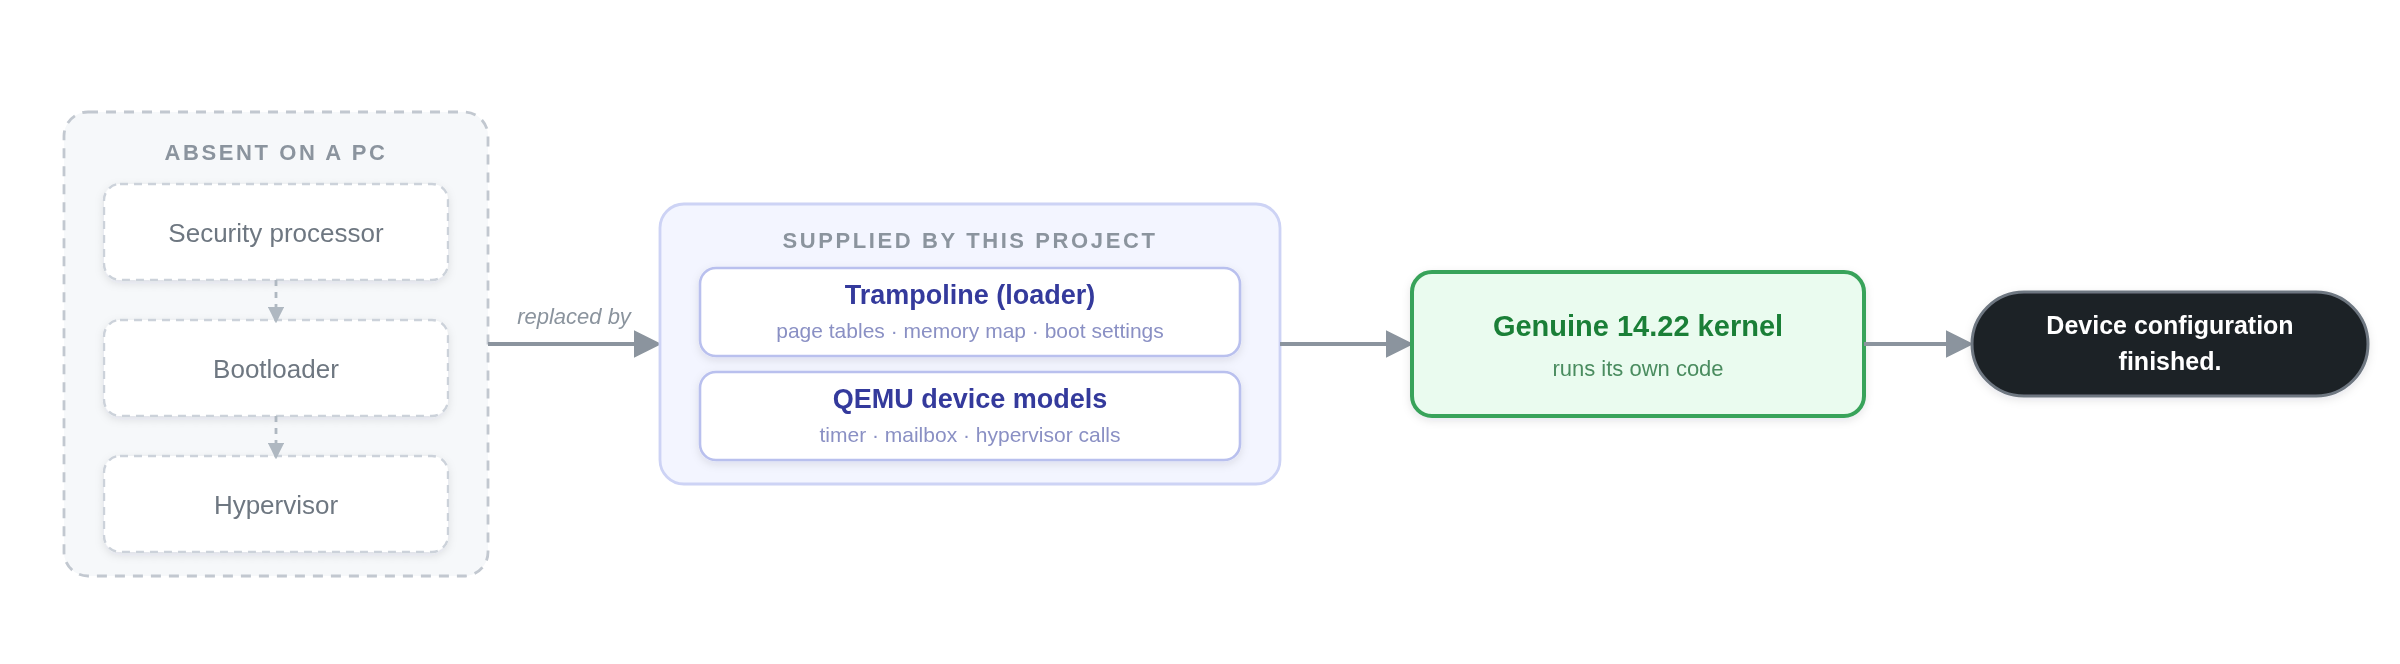 ABSENT ON A PC
Security processor
Bootloader
Hypervisor
replaced by
SUPPLIED BY THIS PROJECT
Trampoline (loader)
page tables · memory map · boot settings
QEMU device models
timer · mailbox · hypervisor calls
Genuine 14.22 kernel
runs its own code
Device configuration
finished.